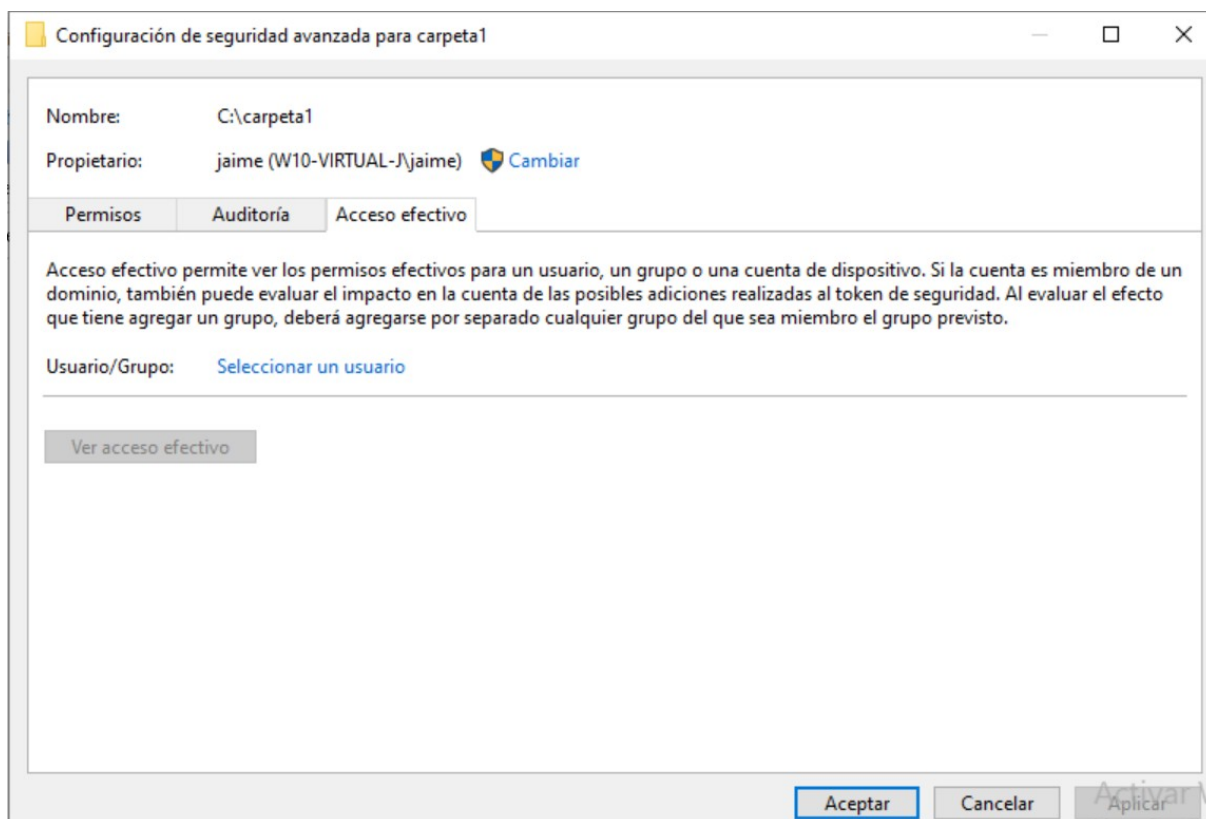 Configuración de seguridad avanzada para carpeta1
Nombre: C:\carpeta1
Propietario: jaime (W10-VIRTUAL-J\jaime) Cambiar
Permisos Auditoría Acceso efectivo
Acceso efectivo permite ver los permisos efectivos para un usuario, un grupo o una cuenta de dispositivo. Si la cuenta es miembro de un
dominio, también puede evaluar el impacto en la cuenta de las posibles adiciones realizadas al token de seguridad. Al evaluar el efecto
que tiene agregar un grupo, deberá agregarse por separado cualquier grupo del que sea miembro el grupo previsto.
Usuario/Grupo: Seleccionar un usuario
Ver acceso efectivo
Activar
Aceptar Cancelar Aplicar